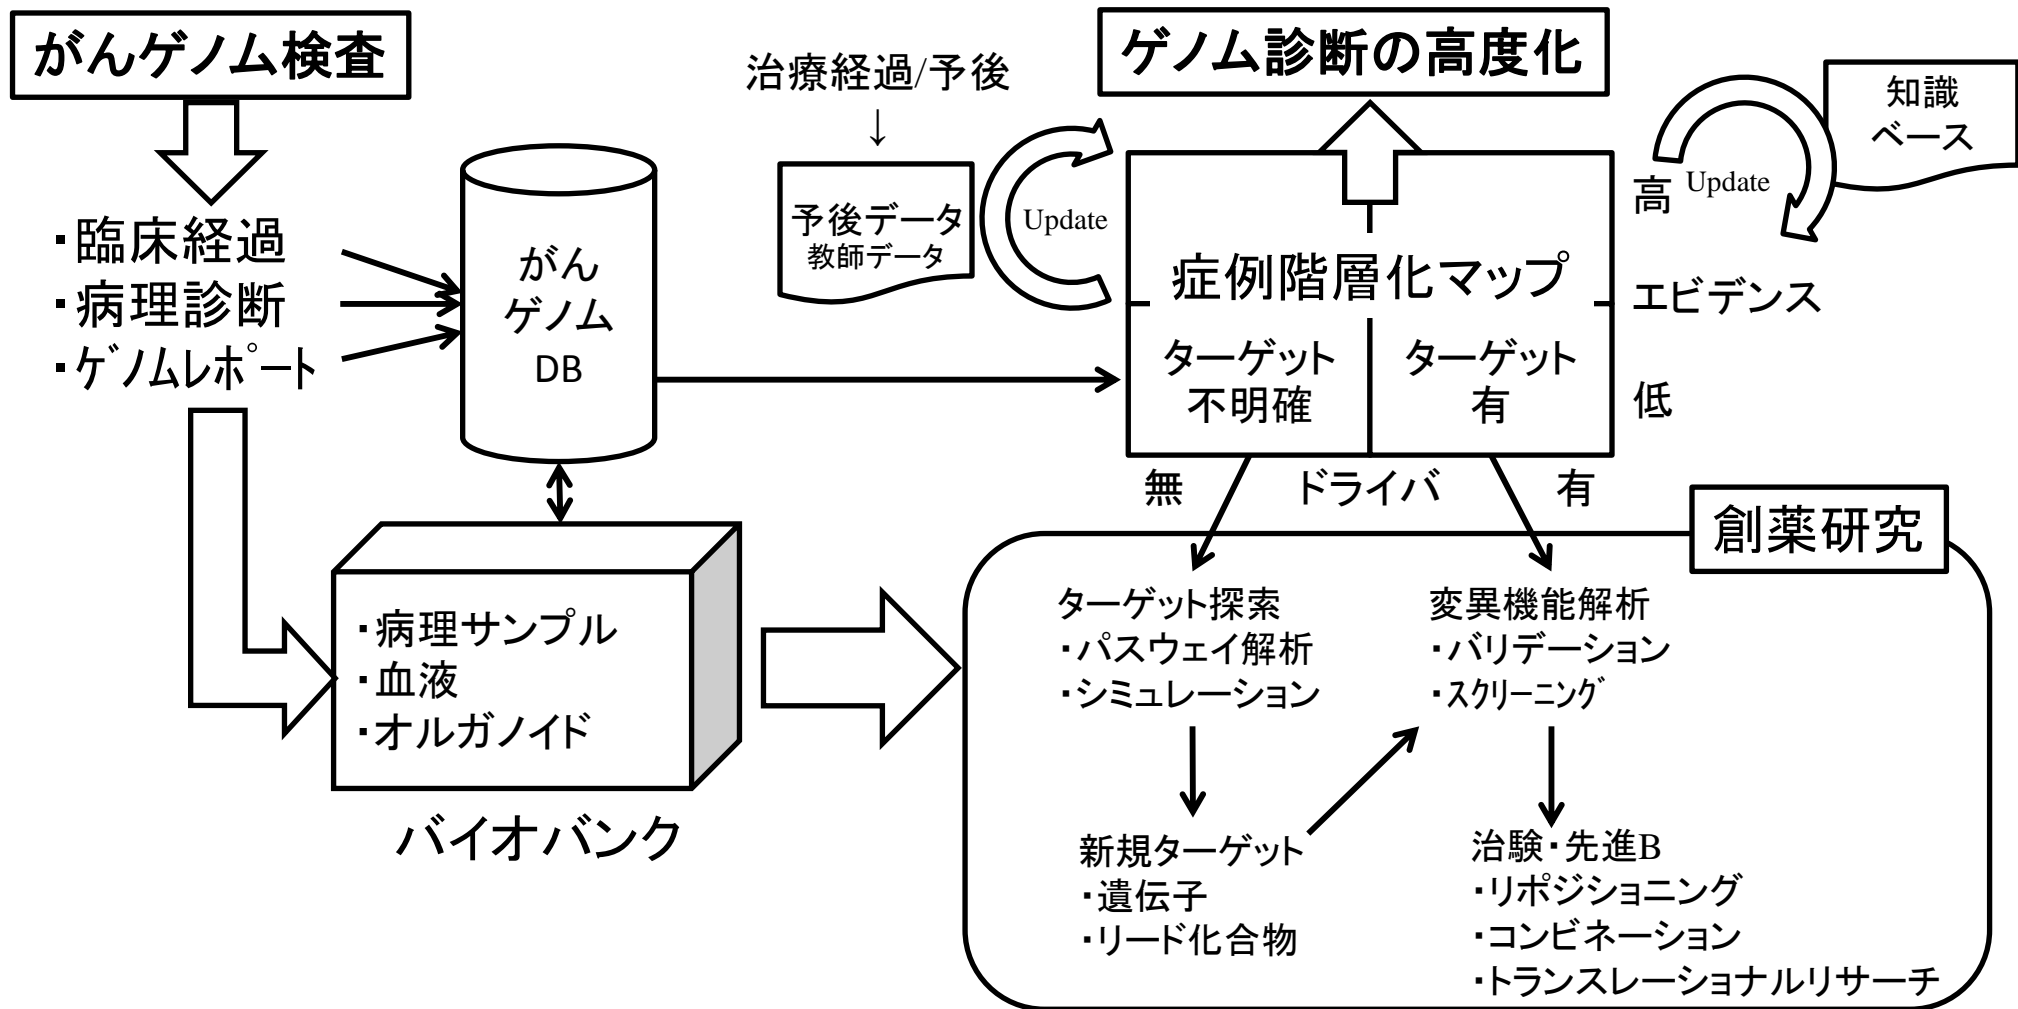 がんゲノム検査
・臨床経過
・病理診断
・ゲノムレポート
がん
ゲノム
DB
・病理サンプル
・血液
・オルガノイド
バイオバンク
治療経過/予後
↓
予後データ
教師データ
Update
ゲノム診断の高度化
症例階層化マップ
ターゲット
不明確
ターゲット
有
高
エビデンス
低
Update
知識
ベース
無
ドライバ
有
創薬研究
ターゲット探索
・パスウェイ解析
・シミュレーション
変異機能解析
・バリデーション
・スクリーニング
新規ターゲット
・遺伝子
・リード化合物
治験・先進B
・リポジショニング
・コンビネーション
・トランスレーショナルリサーチ